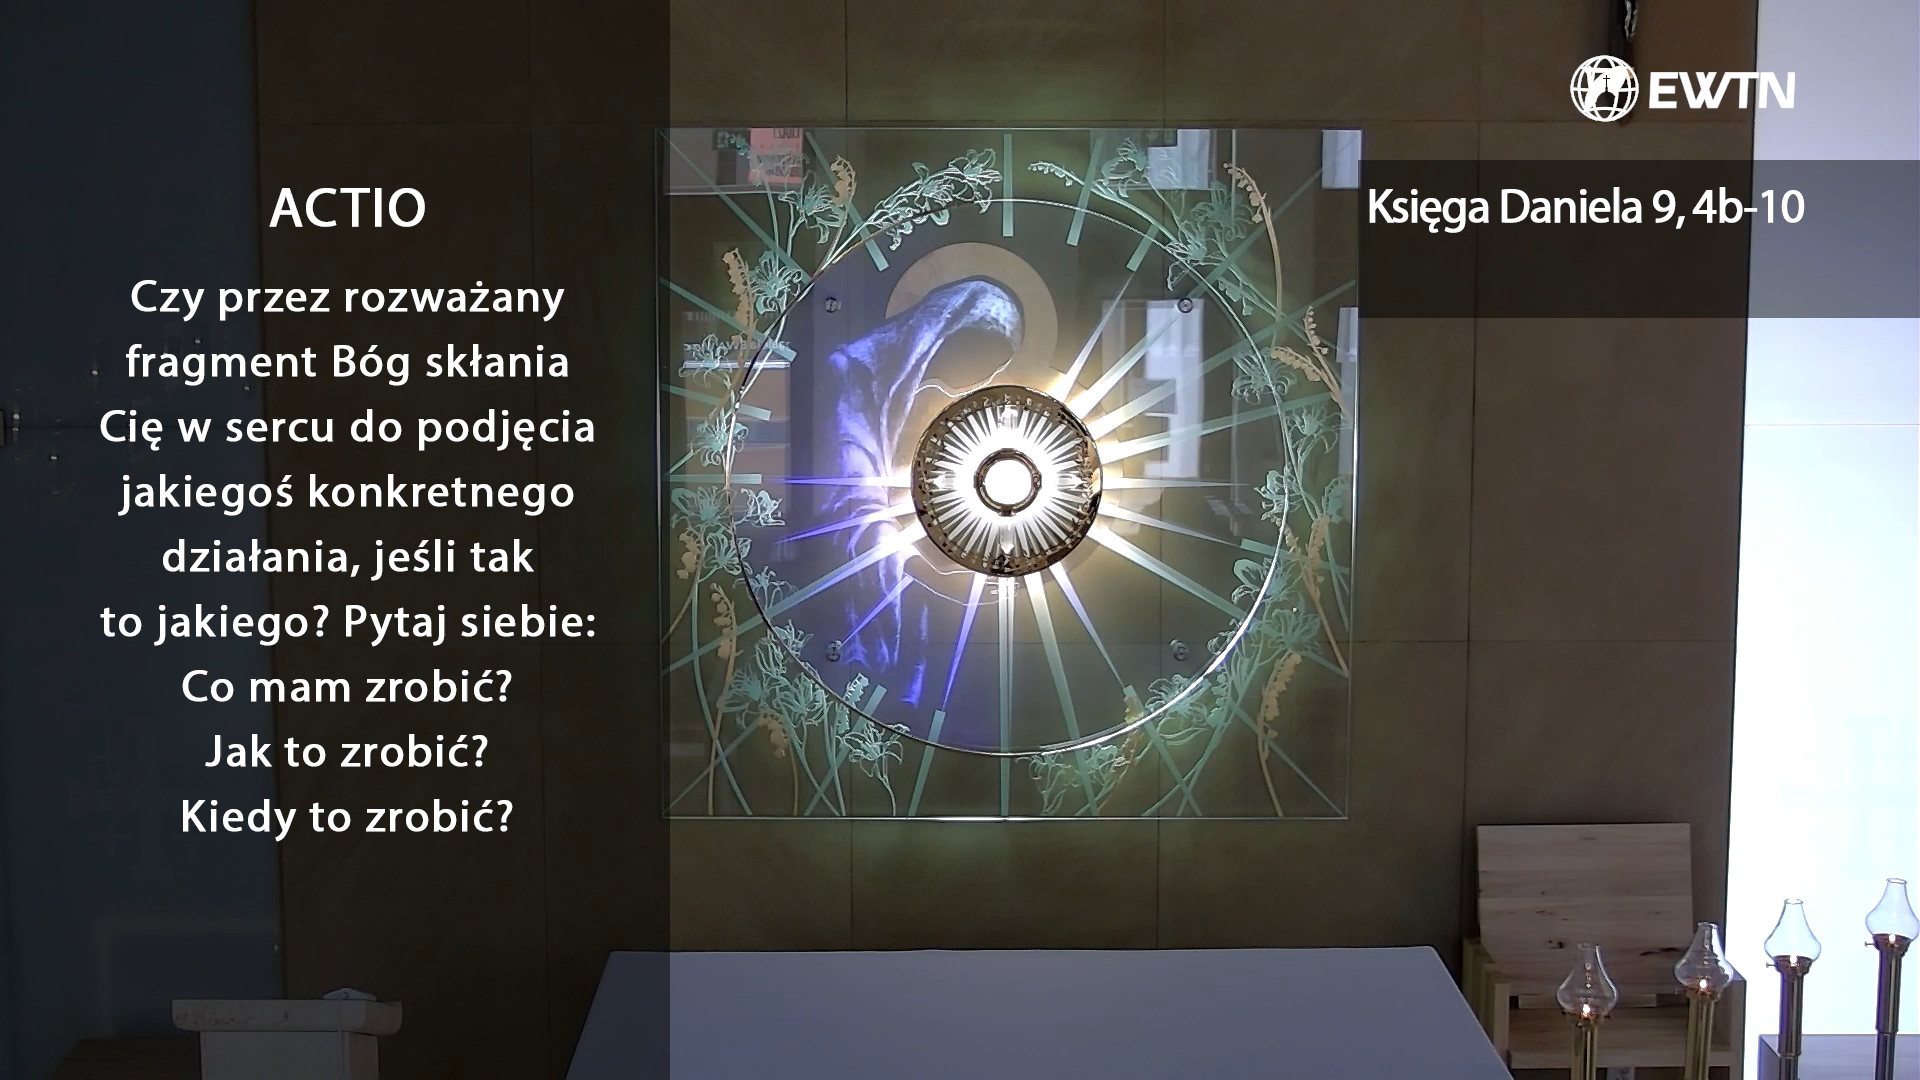 EWTN
ACTIO
Księga Daniela 9, 4b-10
Czy przez rozważany
fragment Bóg skłania
Cię w sercu do podjęcia
jakiegoś konkretnego
działania, jeśli tak
to jakiego? Pytaj siebie:
Co mam zrobić?
Jak to zrobić?
Kiedy to zrobić?